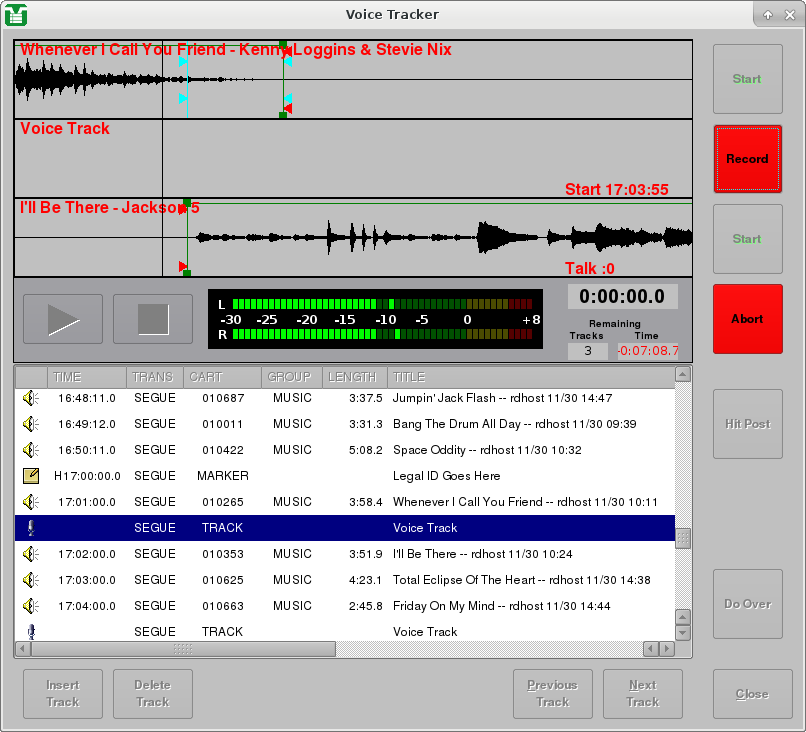 Voice Tracker
Whenever I Call You Friend - Kenny Loggins & Stevie Nix
Start
Voice Track
Record
Start 17:03:55
I'll Be There - Jackson 5
Start
Talk :0
L
-30 -25 -20 -15 -10 -5 0 +8
R
0:00:00.0
Remaining
Tracks Time
3 -0:07:08.7
Abort
TIME TRANS CART GROUP LENGTH TITLE
16:48:11.0 SEGUE 010687 MUSIC 3:37.5 Jumpin' Jack Flash -- rdhost 11/30 14:47
16:49:12.0 SEGUE 010011 MUSIC 3:31.3 Bang The Drum All Day -- rdhost 11/30 09:39
Hit Post
16:50:11.0 SEGUE 010422 MUSIC 5:08.2 Space Oddity -- rdhost 11/30 10:32
H17:00:00.0 SEGUE MARKER Legal ID Goes Here
17:01:00.0 SEGUE 010265 MUSIC 3:58.4 Whenever I Call You Friend -- rdhost 11/30 10:11
SEGUE TRACK Voice Track
17:02:00.0 SEGUE 010353 MUSIC 3:51.9 I'll Be There -- rdhost 11/30 10:24
17:03:00.0 SEGUE 010625 MUSIC 4:23.1 Total Eclipse Of The Heart -- rdhost 11/30 14:38
17:04:00.0 SEGUE 010663 MUSIC 2:45.8 Friday On My Mind -- rdhost 11/30 14:44
Do Over
SEGUE TRACK Voice Track
Insert
Track
Delete
Track
Previous
Track
Next
Track
Close